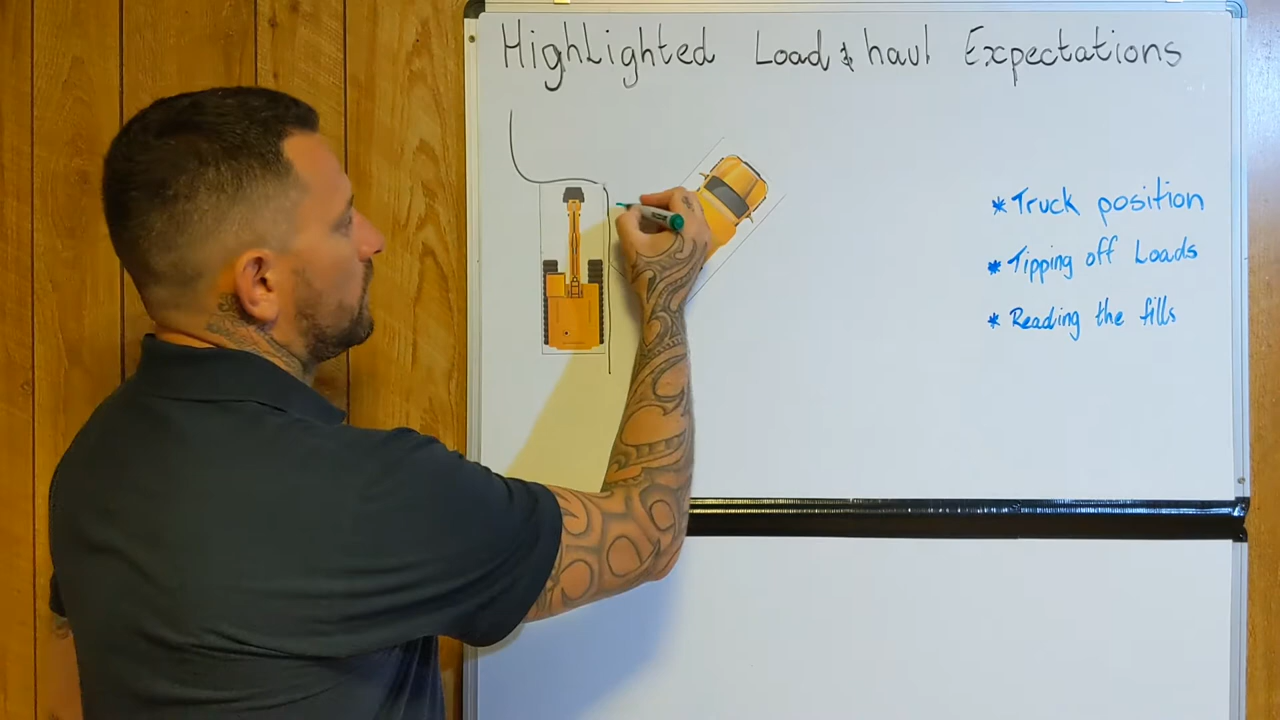 Highlighted Load & haul Expectations
* Truck position
* Tipping off Loads
* Reading the fills